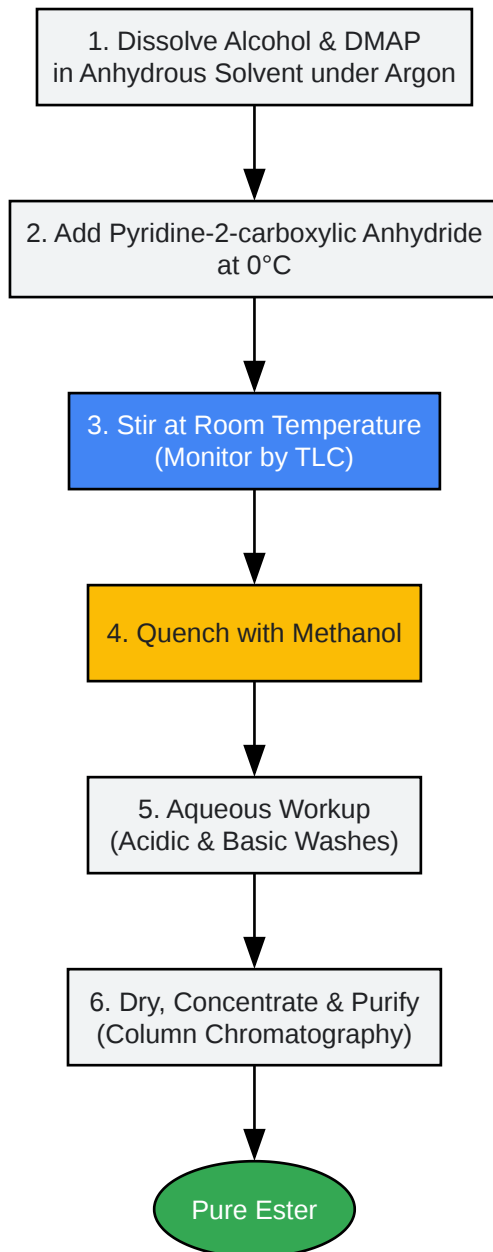 1. Dissolve Alcohol & DMAP
in Anhydrous Solvent under Argon
2. Add Pyridine-2-carboxylic Anhydride
at 0°C
3. Stir at Room Temperature
(Monitor by TLC)
4. Quench with Methanol
5. Aqueous Workup
(Acidic & Basic Washes)
6. Dry, Concentrate & Purify
(Column Chromatography)
Pure Ester